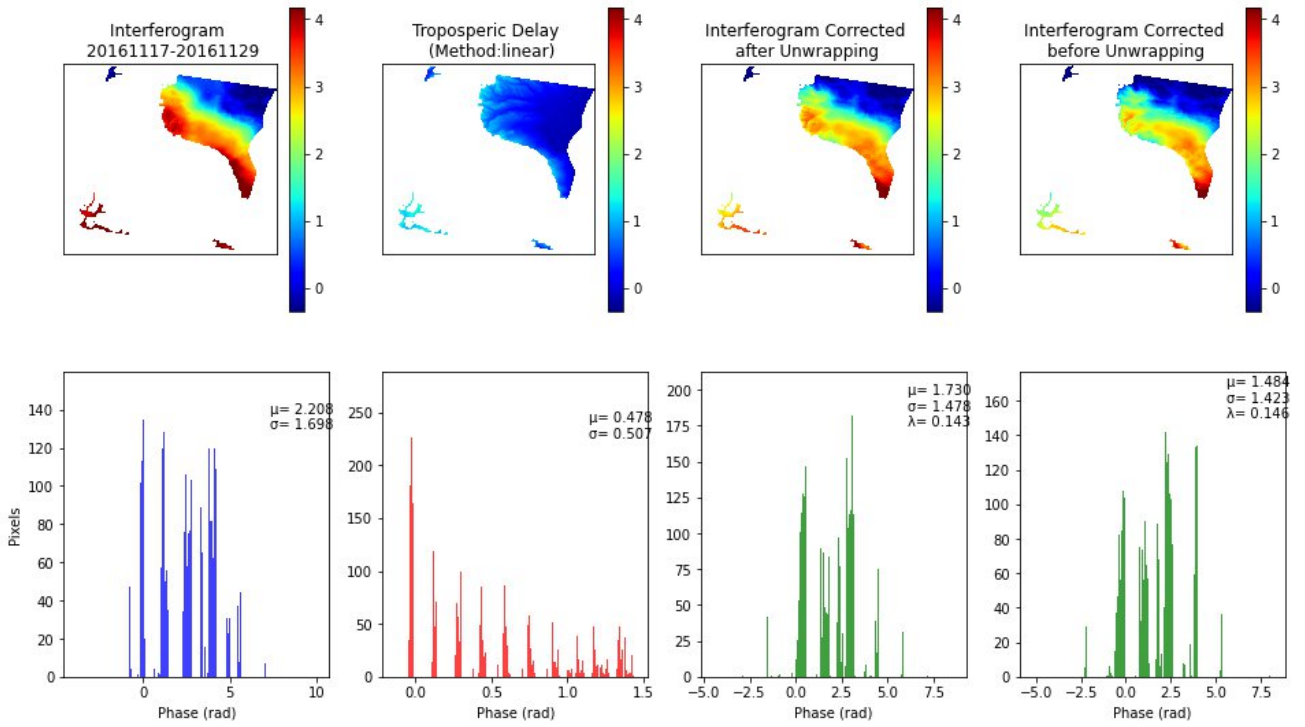 Interferogram
20161117-20161129
4
3
2
1
0
Troposperic Delay
(Method:linear)
4
3
2
1
0
Interferogram Corrected
after Unwrapping
4
3
2
1
0
Interferogram Corrected
before Unwrapping
4
3
2
1
0
μ= 2.208
σ= 1.698
140
120
100
80
60
40
20
0
Pixels
0 5 10
Phase (rad)
μ= 0.478
σ= 0.507
250
200
150
100
50
0
0.0 0.5 1.0 1.5
Phase (rad)
μ= 1.730
σ= 1.478
λ= 0.143
200
175
150
125
100
75
50
25
0
−5.0 −2.5 0.0 2.5 5.0 7.5
Phase (rad)
μ= 1.484
σ= 1.423
λ= 0.146
160
140
120
100
80
60
40
20
0
−5.0 −2.5 0.0 2.5 5.0 7.5
Phase (rad)